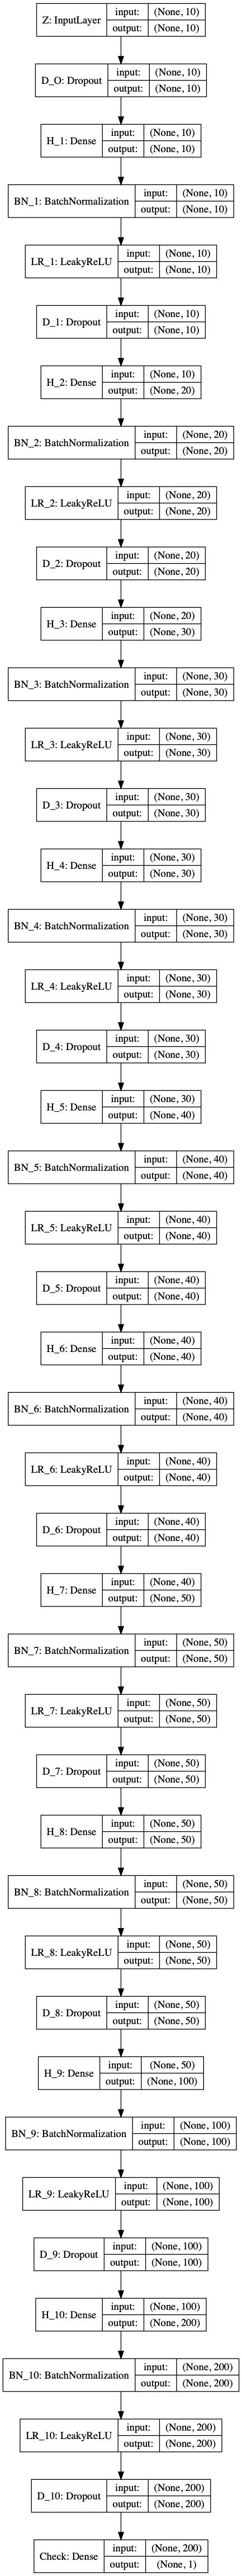 Z: InputLayer input: (None, 10)
output: (None, 10)
D_O: Dropout input: (None, 10)
output: (None, 10)
H_1: Dense input: (None, 10)
output: (None, 10)
BN_1: BatchNormalization input: (None, 10)
output: (None, 10)
LR_1: LeakyReLU input: (None, 10)
output: (None, 10)
D_1: Dropout input: (None, 10)
output: (None, 10)
H_2: Dense input: (None, 10)
output: (None, 20)
BN_2: BatchNormalization input: (None, 20)
output: (None, 20)
LR_2: LeakyReLU input: (None, 20)
output: (None, 20)
D_2: Dropout input: (None, 20)
output: (None, 20)
H_3: Dense input: (None, 20)
output: (None, 30)
BN_3: BatchNormalization input: (None, 30)
output: (None, 30)
LR_3: LeakyReLU input: (None, 30)
output: (None, 30)
D_3: Dropout input: (None, 30)
output: (None, 30)
H_4: Dense input: (None, 30)
output: (None, 30)
BN_4: BatchNormalization input: (None, 30)
output: (None, 30)
LR_4: LeakyReLU input: (None, 30)
output: (None, 30)
D_4: Dropout input: (None, 30)
output: (None, 30)
H_5: Dense input: (None, 30)
output: (None, 40)
BN_5: BatchNormalization input: (None, 40)
output: (None, 40)
LR_5: LeakyReLU input: (None, 40)
output: (None, 40)
D_5: Dropout input: (None, 40)
output: (None, 40)
H_6: Dense input: (None, 40)
output: (None, 40)
BN_6: BatchNormalization input: (None, 40)
output: (None, 40)
LR_6: LeakyReLU input: (None, 40)
output: (None, 40)
D_6: Dropout input: (None, 40)
output: (None, 40)
H_7: Dense input: (None, 40)
output: (None, 50)
BN_7: BatchNormalization input: (None, 50)
output: (None, 50)
LR_7: LeakyReLU input: (None, 50)
output: (None, 50)
D_7: Dropout input: (None, 50)
output: (None, 50)
H_8: Dense input: (None, 50)
output: (None, 50)
BN_8: BatchNormalization input: (None, 50)
output: (None, 50)
LR_8: LeakyReLU input: (None, 50)
output: (None, 50)
D_8: Dropout input: (None, 50)
output: (None, 50)
H_9: Dense input: (None, 50)
output: (None, 100)
BN_9: BatchNormalization input: (None, 100)
output: (None, 100)
LR_9: LeakyReLU input: (None, 100)
output: (None, 100)
D_9: Dropout input: (None, 100)
output: (None, 100)
H_10: Dense input: (None, 100)
output: (None, 200)
BN_10: BatchNormalization input: (None, 200)
output: (None, 200)
LR_10: LeakyReLU input: (None, 200)
output: (None, 200)
D_10: Dropout input: (None, 200)
output: (None, 200)
Check: Dense input: (None, 200)
output: (None, 1)